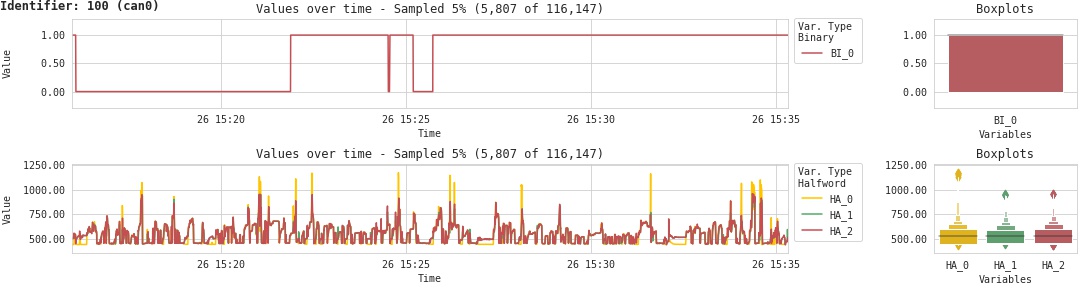 Identifier: 100 (can0)
Values over time - Sampled 5% (5,807 of 116,147)
Value
1.00
0.50
0.00
26 15:20
26 15:25
26 15:30
26 15:35
Time
Var. Type
Binary
BI_0
Boxplots
1.00
0.50
0.00
BI_0
Variables
Values over time - Sampled 5% (5,807 of 116,147)
Value
1250.00
1000.00
750.00
500.00
26 15:20
26 15:25
26 15:30
26 15:35
Time
Var. Type
Halfword
HA_0
HA_1
HA_2
Boxplots
1250.00
1000.00
750.00
500.00
HA_0
HA_1
HA_2
Variables